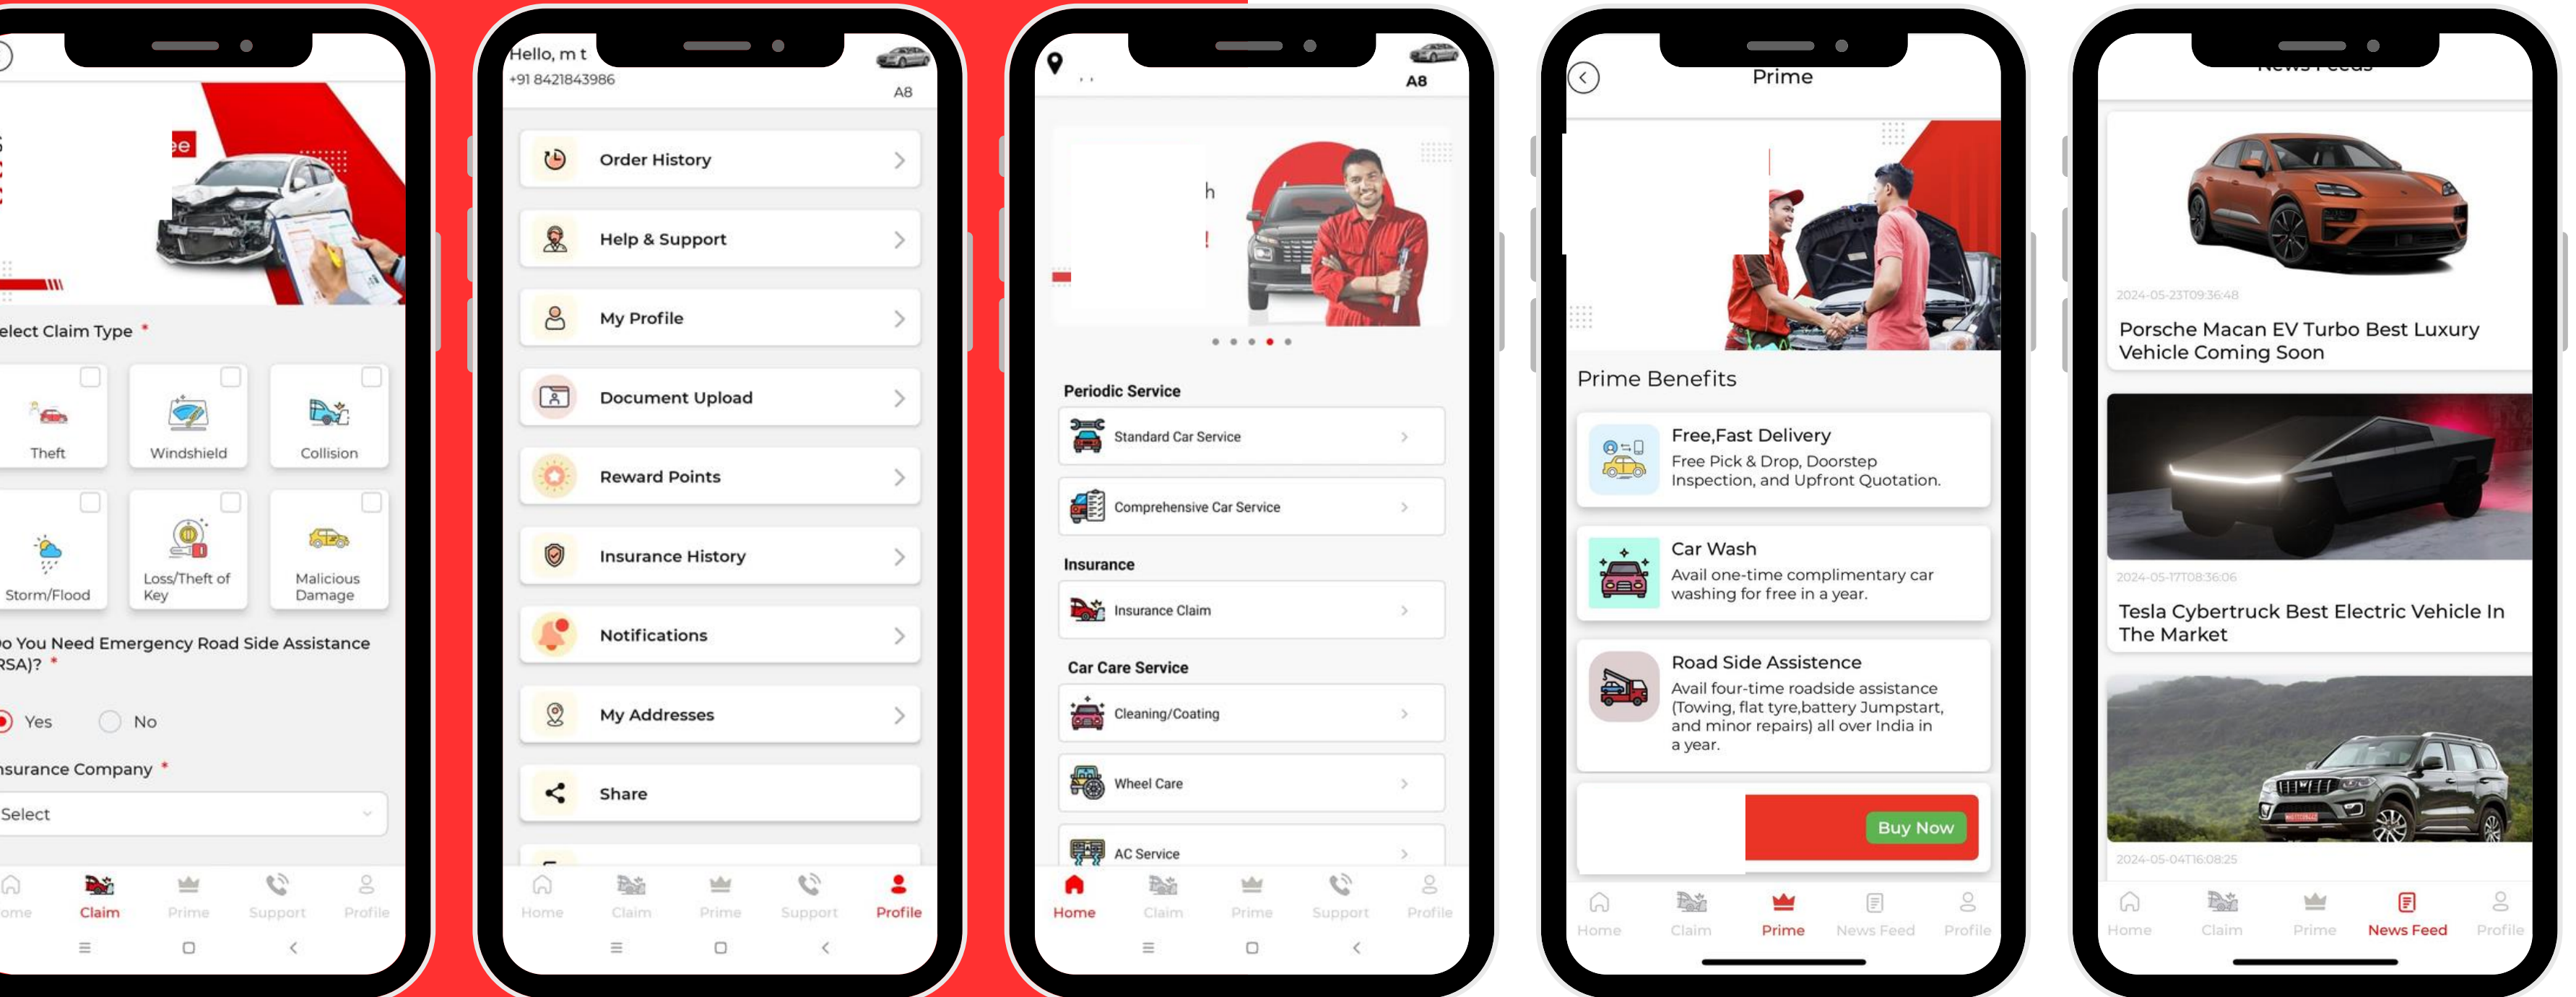 ee
elect Claim Type *
Theft
Windshield
Collision
Storm/Flood
Loss/Theft of
Key
Malicious
Damage
o You Need Emergency Road Side Assistance
RSA)? *
Yes
No
nsurance Company *
Select
ome
Claim
Prime
Support
Profile
Hello, m t
+91 8421843986
A8
Order History
Help & Support
My Profile
Document Upload
Reward Points
Insurance History
Notifications
My Addresses
Share
Home
Claim
Prime
Support
Profile
A8
h
!
Periodic Service
Standard Car Service
Comprehensive Car Service
Insurance
Insurance Claim
Car Care Service
Cleaning/Coating
Wheel Care
AC Service
Home
Claim
Prime
Support
Profile
Prime
Prime Benefits
Free,Fast Delivery
Free Pick & Drop, Doorstep
Inspection, and Upfront Quotation.
Car Wash
Avail one-time complimentary car
washing for free in a year.
Road Side Assistence
Avail four-time roadside assistance
(Towing, flat tyre,battery Jumpstart,
and minor repairs) all over India in
a year.
Buy Now
Home
Claim
Prime
News Feed
Profile
News Feeds
2024-05-23T09:36:48
Porsche Macan EV Turbo Best Luxury
Vehicle Coming Soon
2024-05-17T08:36:06
Tesla Cybertruck Best Electric Vehicle In
The Market
2024-05-04T16:08:25
Home
Claim
Prime
News Feed
Profile